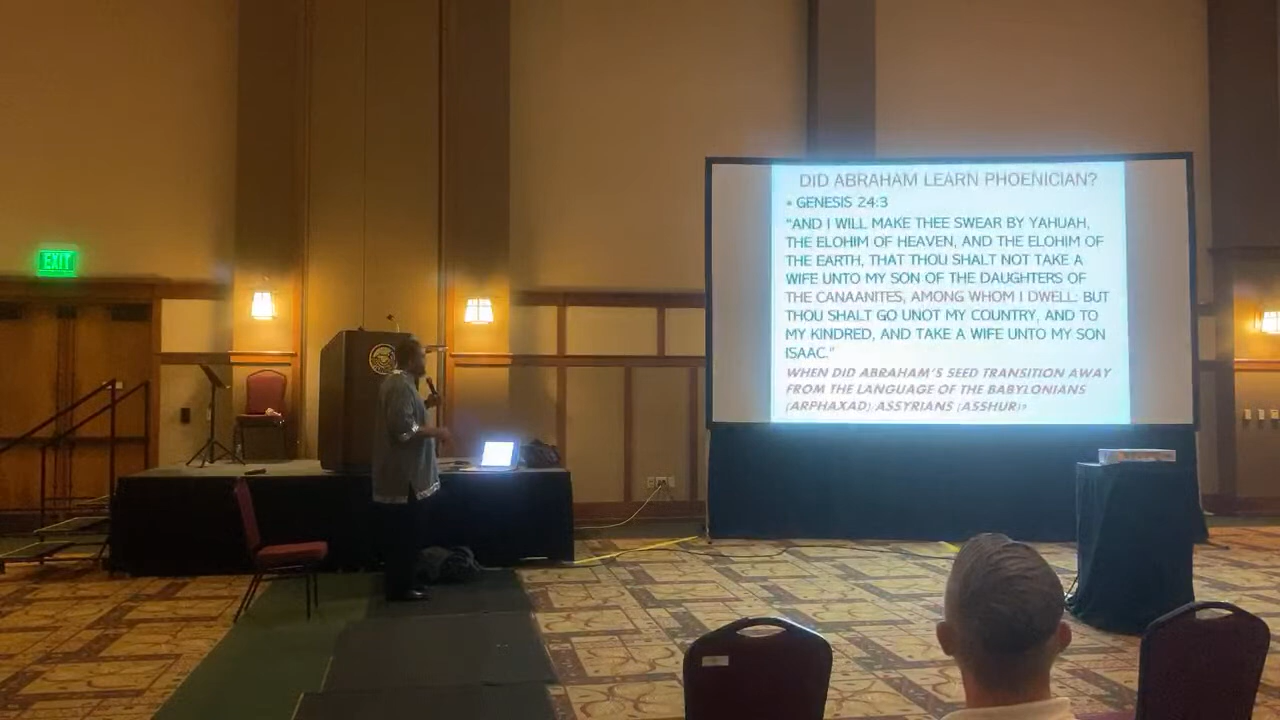 EXIT
DID ABRAHAM LEARN PHOENICIAN?
• GENESIS 24:3
"AND I WILL MAKE THEE SWEAR BY YAHUAH,
THE ELOHIM OF HEAVEN, AND THE ELOHIM OF
THE EARTH, THAT THOU SHALT NOT TAKE A
WIFE UNTO MY SON OF THE DAUGHTERS OF
THE CANAANITES, AMONG WHOM I DWELL: BUT
THOU SHALT GO UNOT MY COUNTRY, AND TO
MY KINDRED, AND TAKE A WIFE UNTO MY SON
ISAAC."
WHEN DID ABRAHAM'S SEED TRANSITION AWAY
FROM THE LANGUAGE OF THE BABYLONIANS
(ARPHAXAD) ASSYRIANS (ASSHUR)?